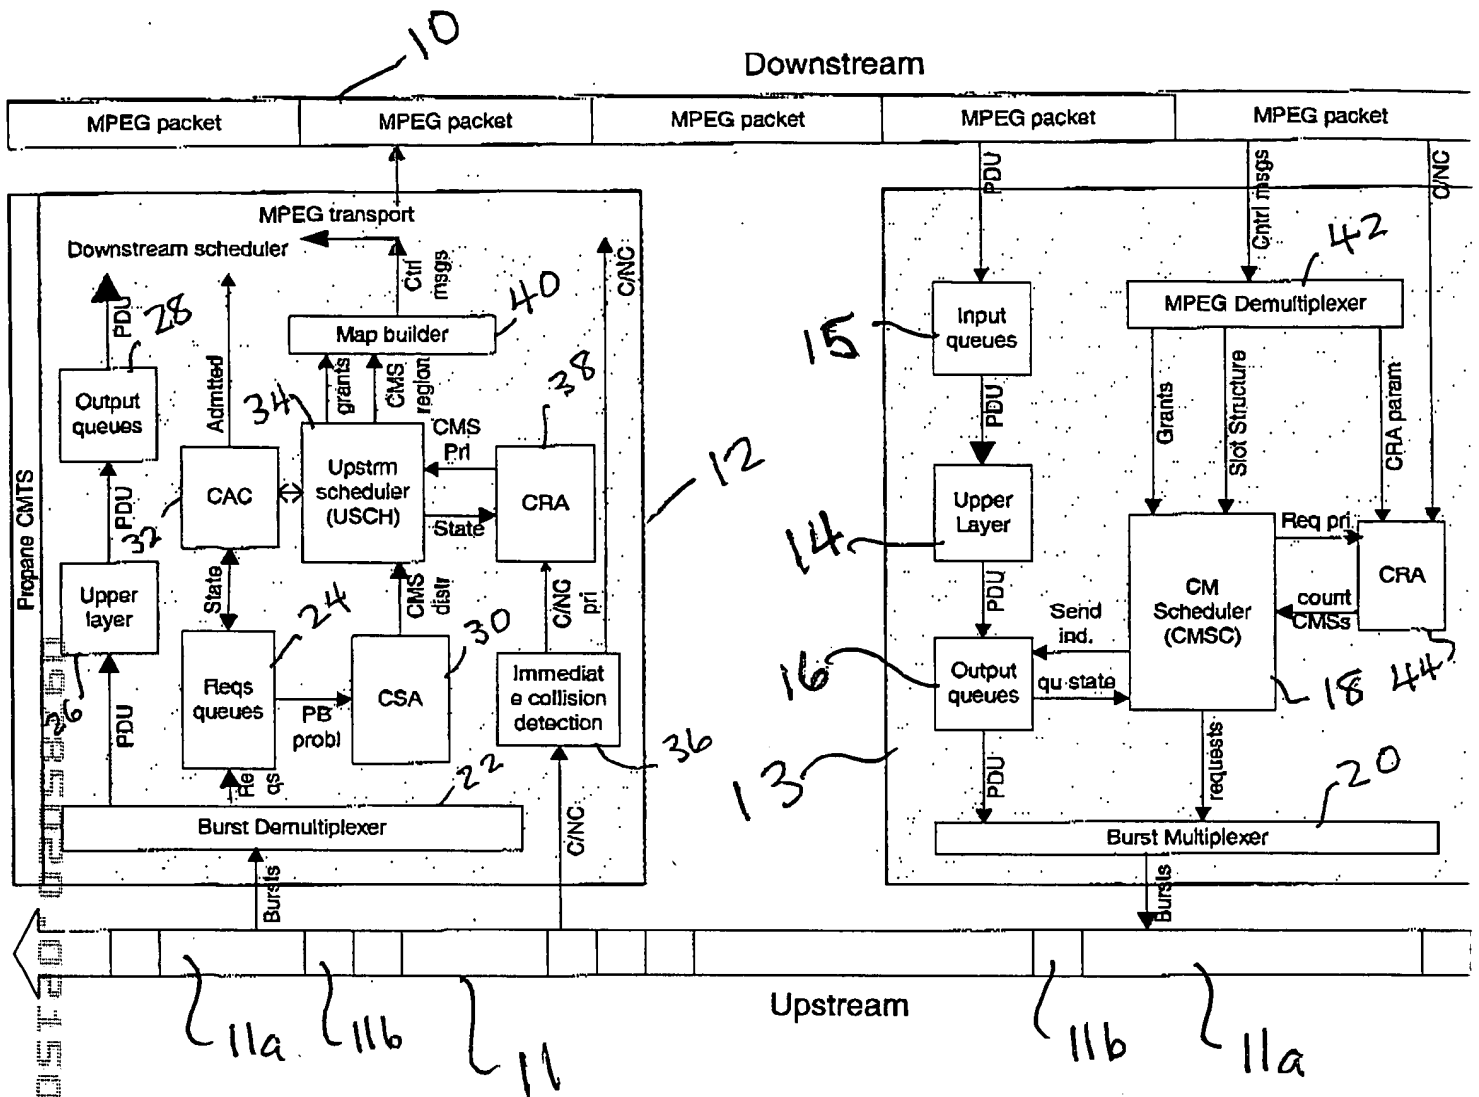 10
Downstream
MPEG packet
MPEG packet
MPEG packet
MPEG packet
MPEG packet
MPEG transport
Downstream scheduler
PDU
28
Admtted
Ctrl
msgs
40
C/NC
Map builder
Output
queues
34
grants
CMS
region
38
CAC
32
Upstrm
scheduler
(USCH)
CMS
Pri
State
CRA
12
Propane CMTS
PDU
Upper
layer
26
State
24
CMS
distr
30
C/NC
pri
Reqs
queues
PB
probl
CSA
Immediat
e collision
detection
36
PDU
Re
qs
22
Burst Demultiplexer
C/NC
Bursts
PDU
Cntrl msgs
C/NC
42
MPEG Demultiplexer
15
Input
queues
PDU
Grants
Slot Structure
CRA param
14
Upper
Layer
PDU
CM
Scheduler
(CMSC)
Req pri.
CRA
count
CMSs
44
Send
ind.
16
Output
queues
qu state
18
13
PDU
requests
20
Burst Multiplexer
Bursts
11a
11b
11
Upstream
11b
11a